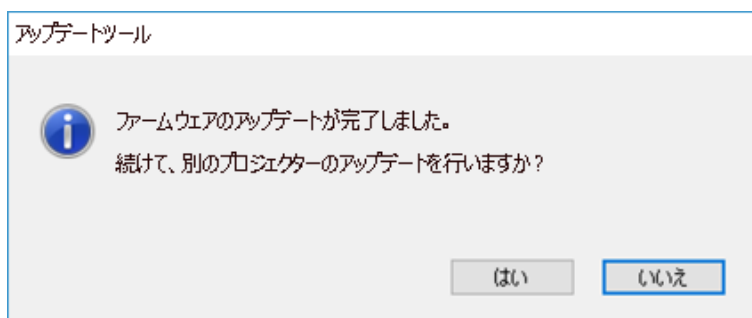 アップデートツール
ファームウェアのアップデートが完了しました。
続けて、別のプロジェクターのアップデートを行いますか?
はい
いいえ